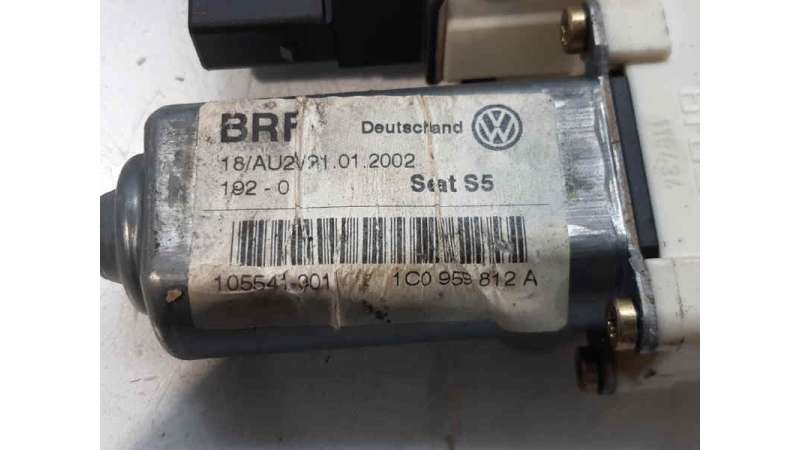 BRF Deutschland
18/AU2V21.01.2002
192 - 0 Seat S5
105541-001 1C0 959 812 A